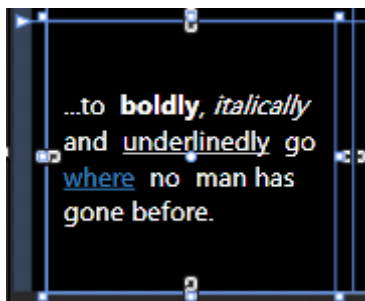 ...to boldly, italically
and underlinedly go
where no man has
gone before.